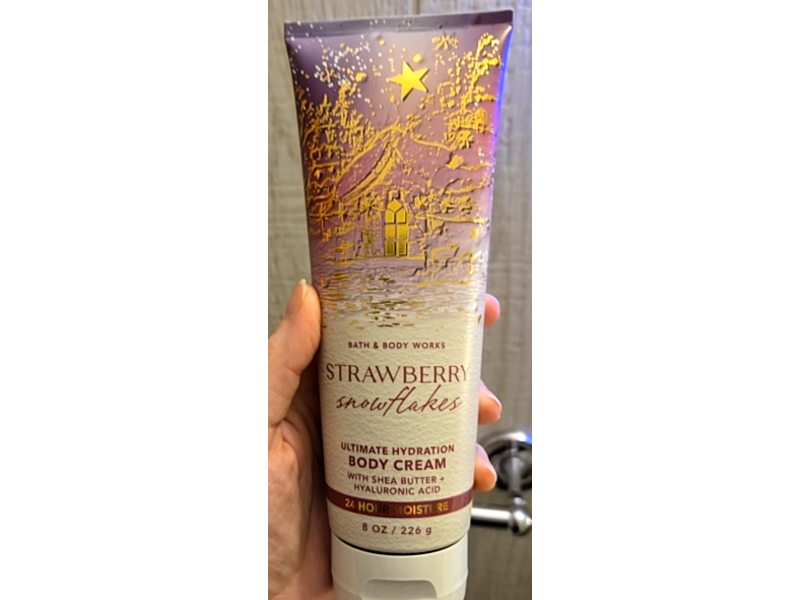 BATH & BODY WORKS
STRAWBERRY
snowflakes
ULTIMATE HYDRATION
BODY CREAM
WITH SHEA BUTTER +
HYALURONIC ACID
24 HOUR MOISTURE
8 OZ / 226 g